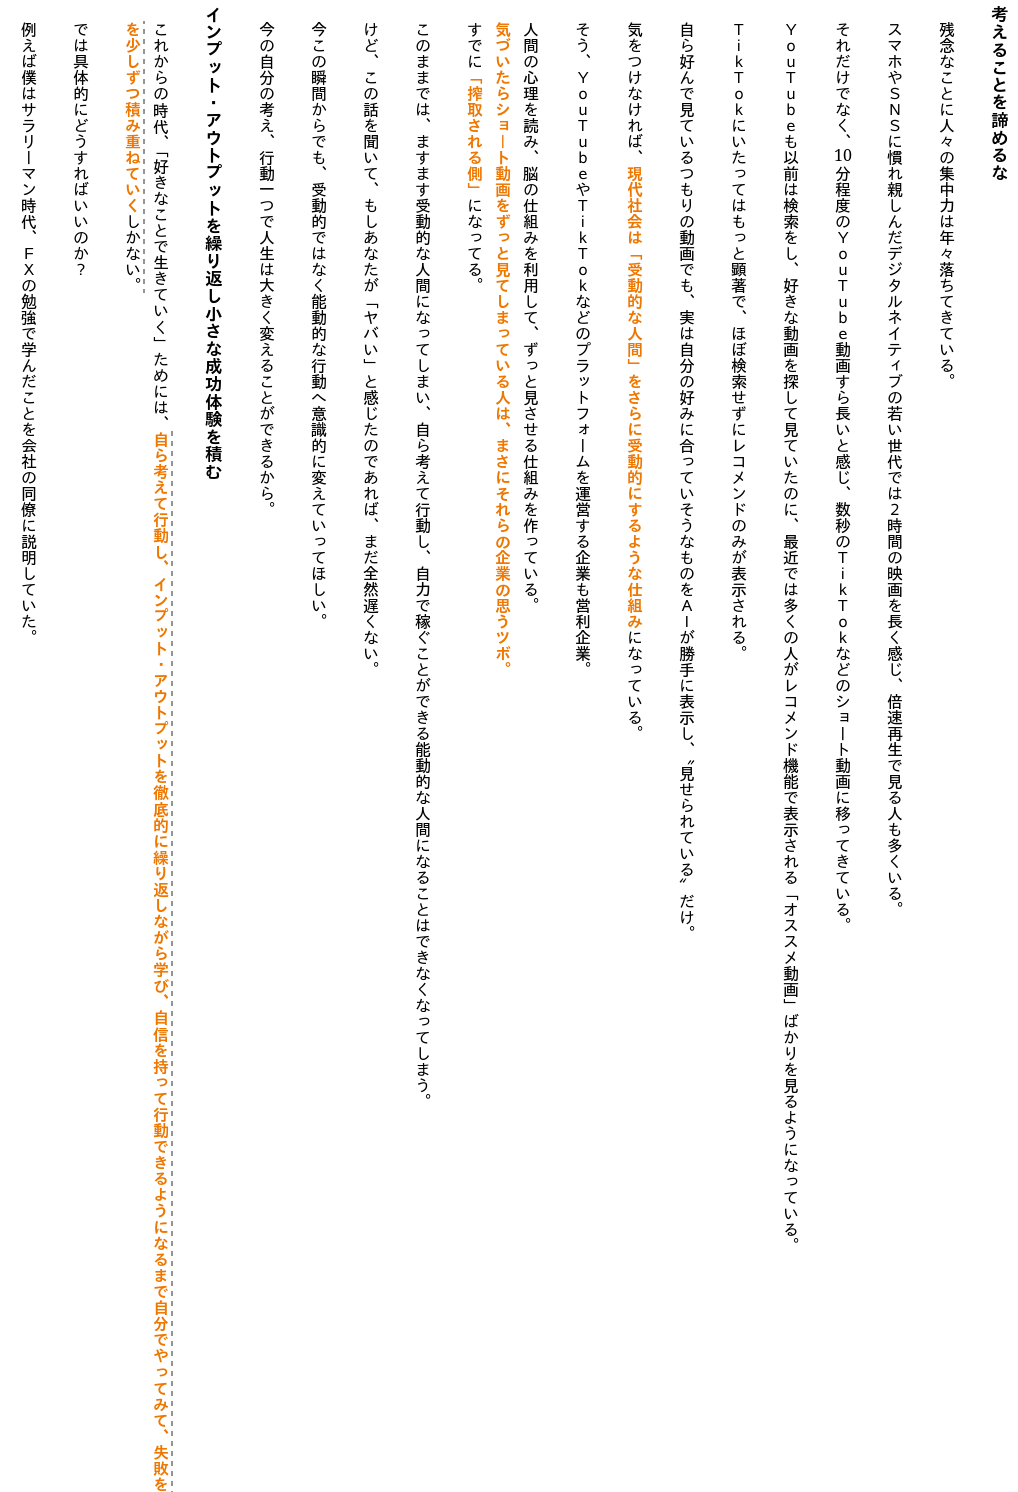 考えることを諦めるな
残念なことに人々の集中力は年々落ちてきている。
スマホやＳＮＳに慣れ親しんだデジタルネイティブの若い世代では２時間の映画を長く感じ、倍速再生で見る人も多くいる。
それだけでなく、10分程度のＹｏｕＴｕｂｅ動画すら長いと感じ、数秒のＴｉｋＴｏｋなどのショート動画に移ってきている。
ＹｏｕＴｕｂｅも以前は検索をし、好きな動画を探して見ていたのに、最近では多くの人がレコメンド機能で表示される「オススメ動画」ばかりを見るようになっている。
ＴｉｋＴｏｋにいたってはもっと顕著で、ほぼ検索せずにレコメンドのみが表示される。
自ら好んで見ているつもりの動画でも、実は自分の好みに合っていそうなものをＡＩが勝手に表示し、〝見せられている〟だけ。
気をつけなければ、現代社会は「受動的な人間」をさらに受動的にするような仕組みになっている。
そう、ＹｏｕＴｕｂｅやＴｉｋＴｏｋなどのプラットフォームを運営する企業も営利企業。
人間の心理を読み、脳の仕組みを利用して、ずっと見させる仕組みを作っている。
気づいたらショート動画をずっと見てしまっている人は、まさにそれらの企業の思うツボ。
すでに「搾取される側」になってる。
このままでは、ますます受動的な人間になってしまい、自ら考えて行動し、自力で稼ぐことができる能動的な人間になることはできなくなってしまう。
けど、この話を聞いて、もしあなたが「ヤバい」と感じたのであれば、まだ全然遅くない。
今この瞬間からでも、受動的ではなく能動的な行動へ意識的に変えていってほしい。
今の自分の考え、行動一つで人生は大きく変えることができるから。
インプット・アウトプットを繰り返し小さな成功体験を積む
これからの時代、「好きなことで生きていく」ためには、自ら考えて行動し、インプット・アウトプットを徹底的に繰り返しながら学び、自信を持って行動できるようになるまで自分でやってみて、失敗を
を少しずつ積み重ねていくしかない。
では具体的にどうすればいいのか？
例えば僕はサラリーマン時代、ＦＸの勉強で学んだことを会社の同僚に説明していた。